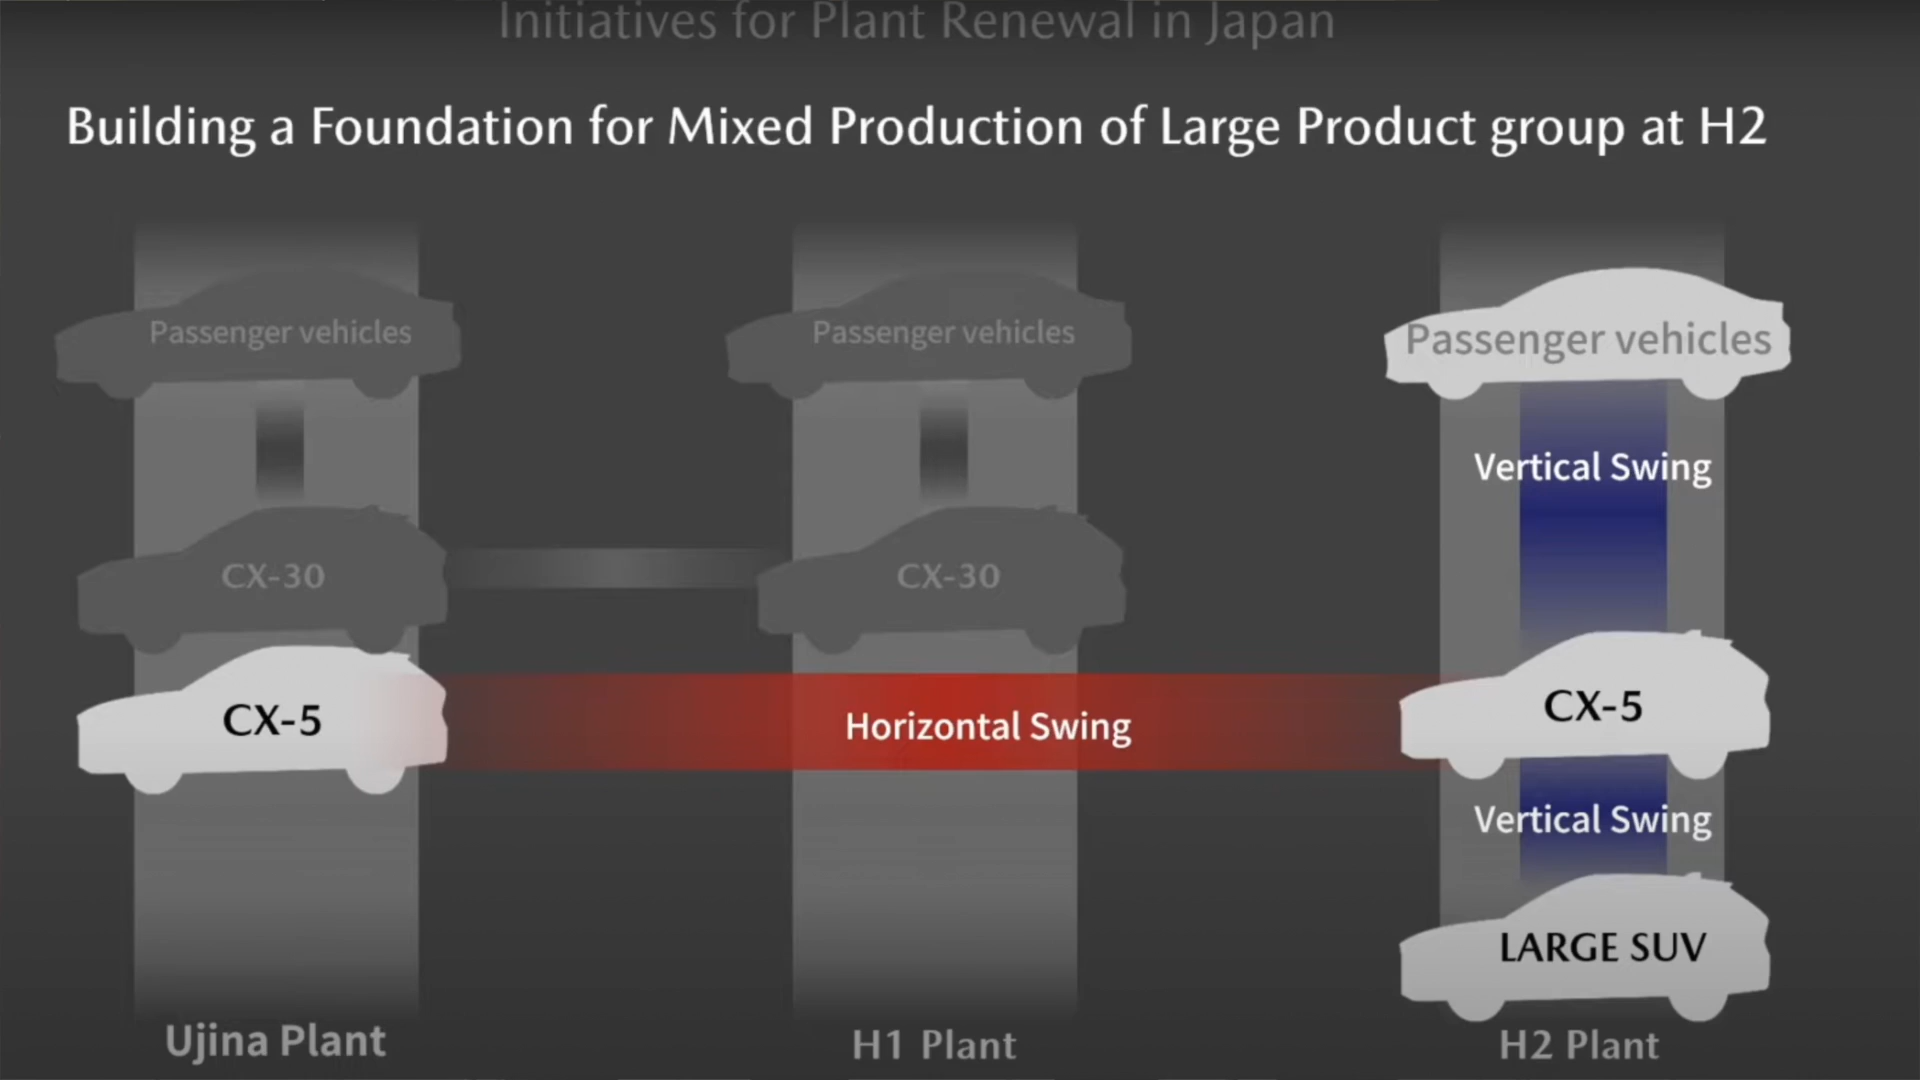 Initiatives for Plant Renewal in Japan
Building a Foundation for Mixed Production of Large Product group at H2
Passenger vehicles
Passenger vehicles
Passenger vehicles
Vertical Swing
CX-30
CX-30
CX-5
Horizontal Swing
CX-5
Vertical Swing
LARGE SUV
Ujina Plant
H1 Plant
H2 Plant